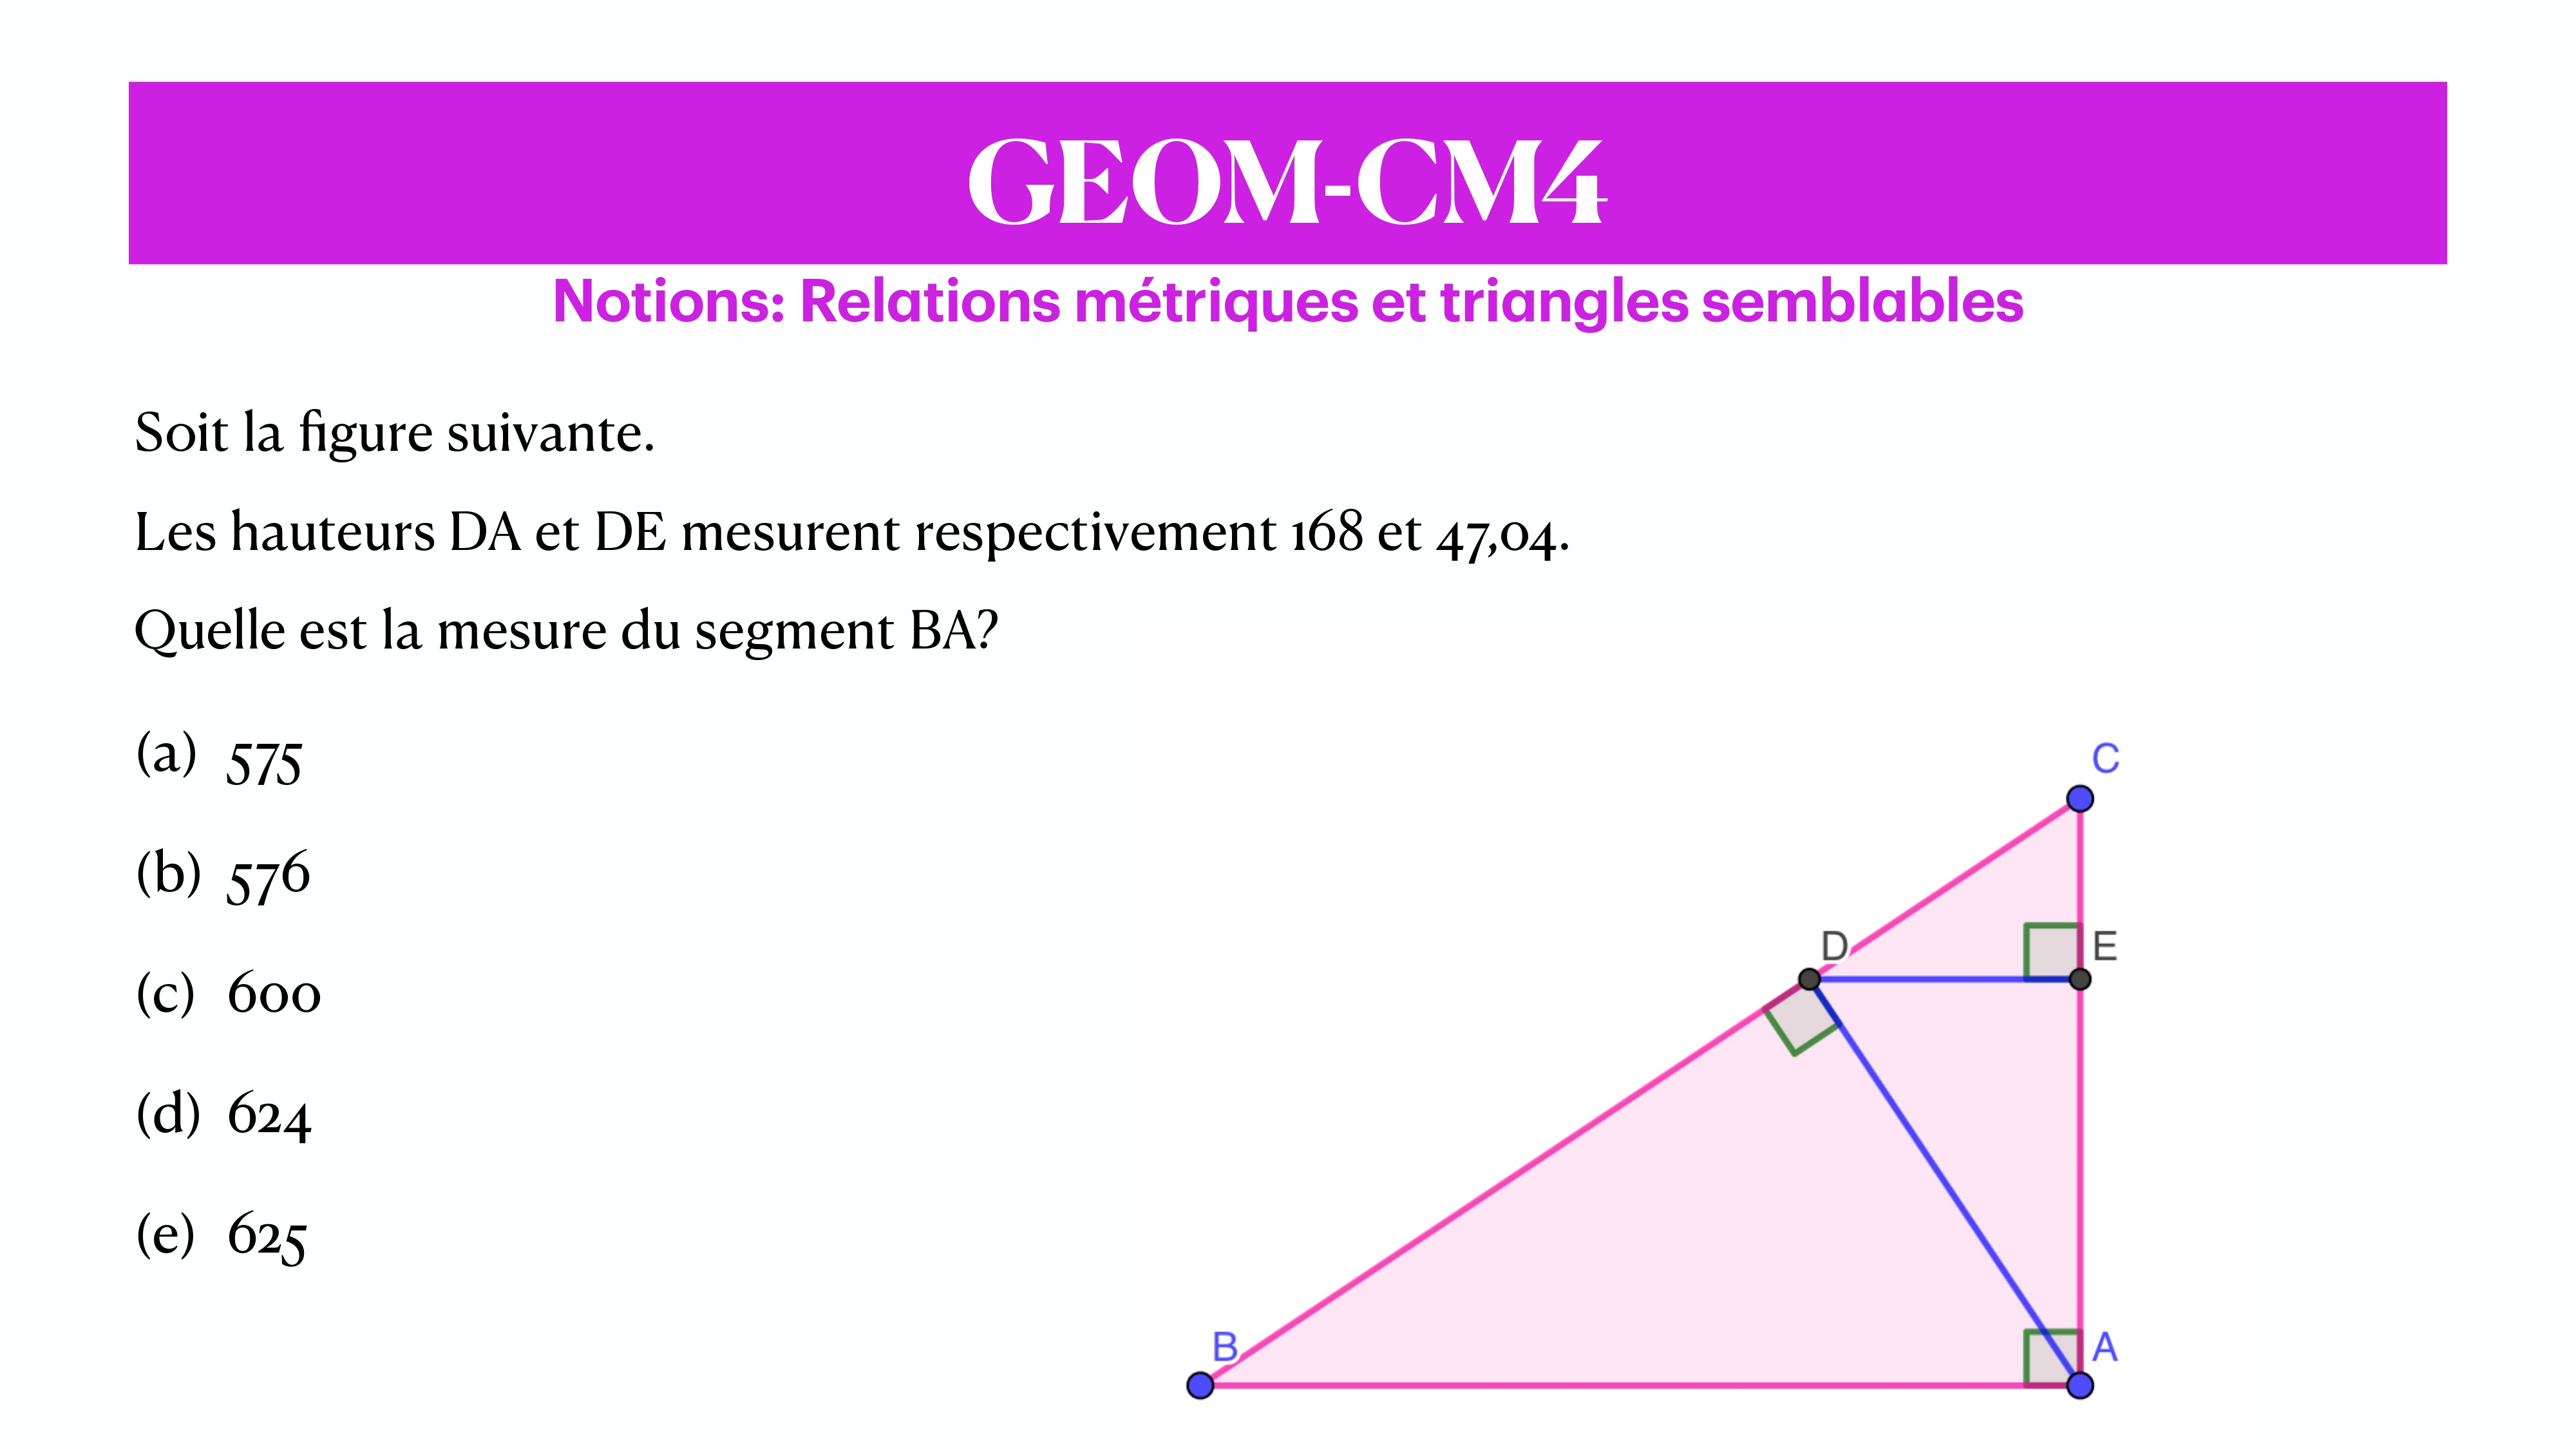 GEOM-CM4
Notions: Relations métriques et triangles semblables
Soit la figure suivante.
Les hauteurs DA et DE mesurent respectivement 168 et 47,04.
Quelle est la mesure du segment BA?
(a) 575
(b) 576
(c) 600
(d) 624
(e) 625
C
D
E
B
A